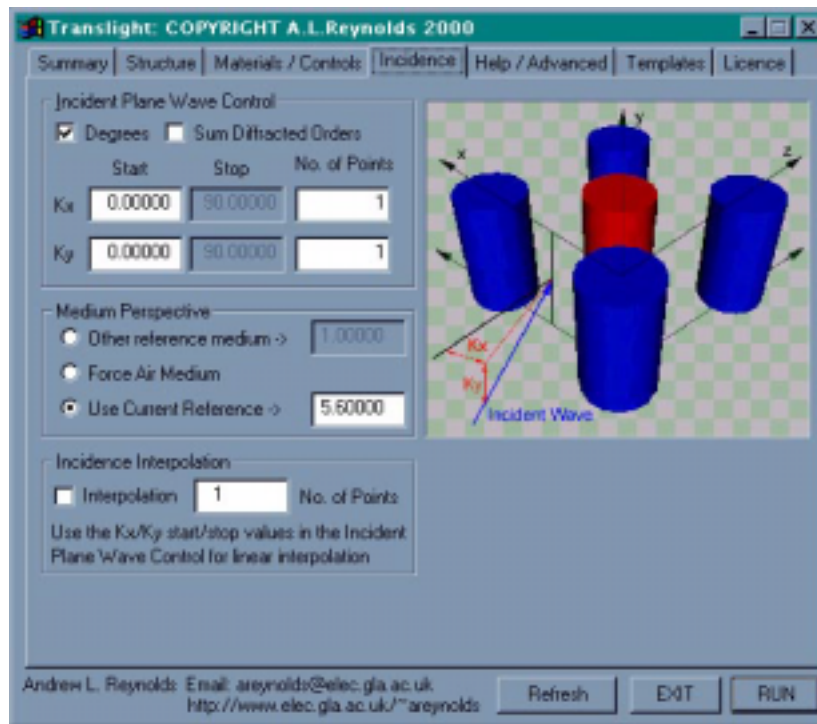 Translight: COPYRIGHT A.L.Reynolds 2000
Summary Structure Materials / Controls Incidence Help / Advanced Templates Licence
Incident Plane Wave Control
Degrees Sum Diffracted Orders
Start Stop No. of Points
Kx 0.00000 90.00000 1
Ky 0.00000 90.00000 1
Medium Perspective
Other reference medium -> 1.00000
Force Air Medium
Use Current Reference -> 5.60000
Incidence Interpolation
Interpolation 1 No. of Points
Use the Kx/Ky start/stop values in the Incident
Plane Wave Control for linear interpolation
y
x
z
Kx
Ky
Incident Wave
Andrew L. Reynolds Email: areynolds@elec.gla.ac.uk
http://www.elec.gla.ac.uk/~areynolds
Refresh EXIT RUN